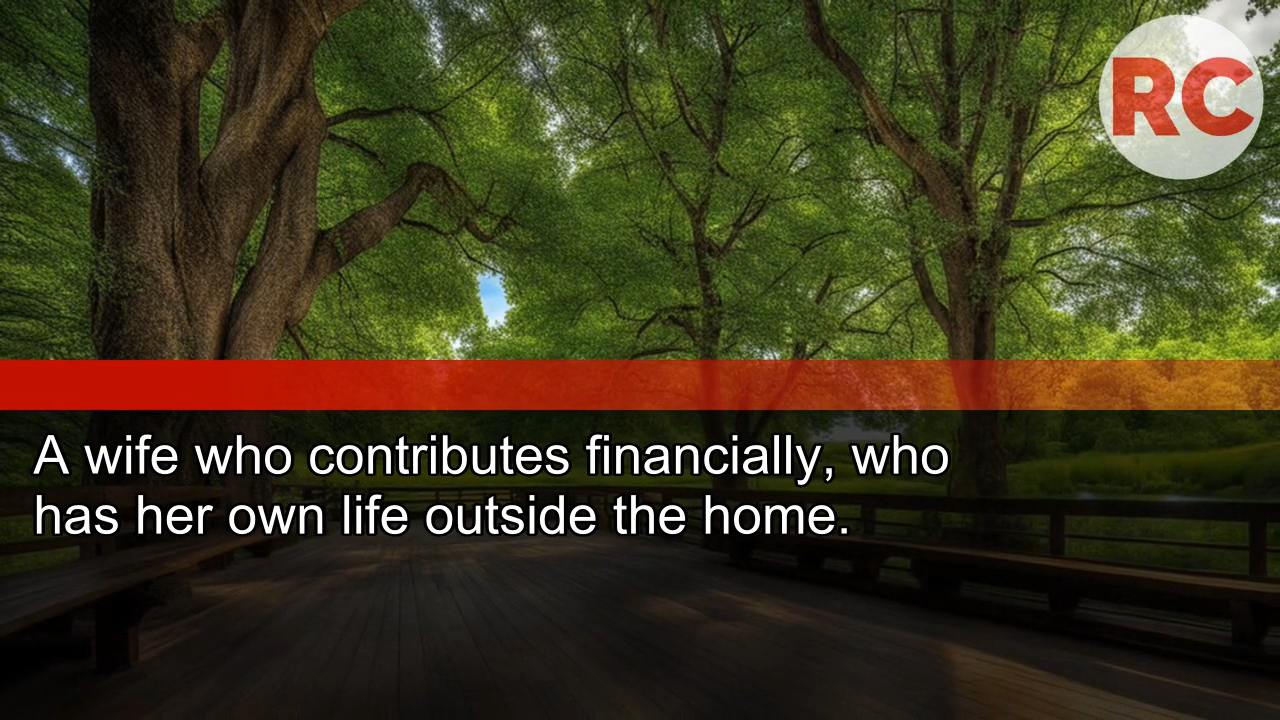 RC
A wife who contributes financially, who
has her own life outside the home.